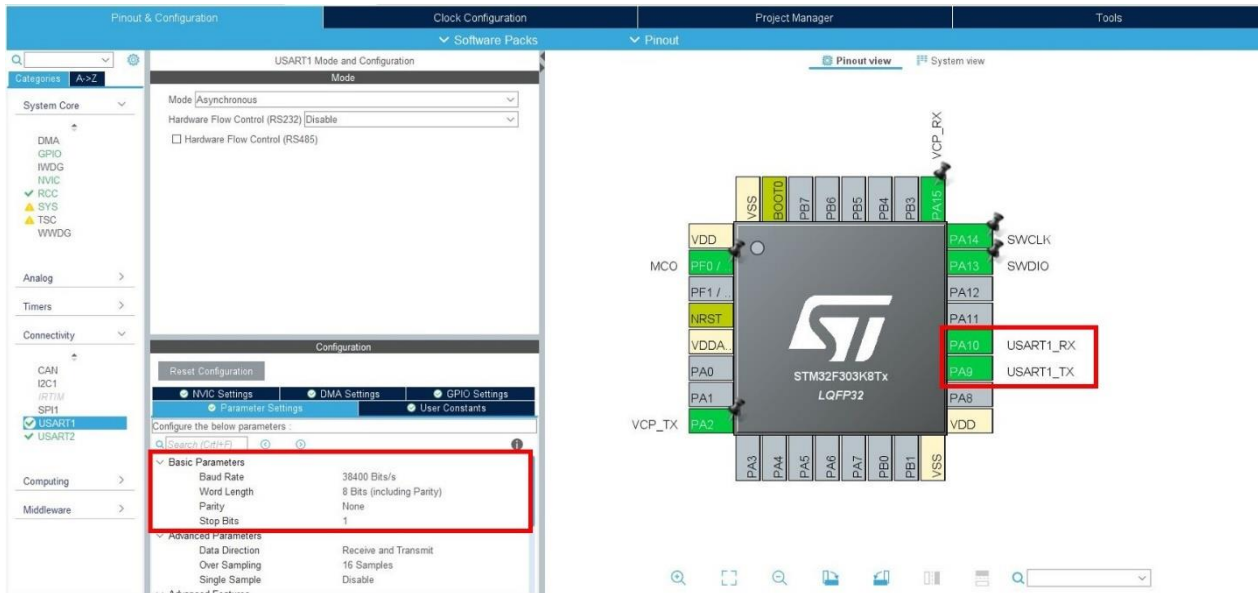 Pinout & Configuration
Clock Configuration
Project Manager
Tools
Software Packs
Pinout
Categories
A->Z
System Core
DMA
GPIO
IWDG
NVIC
RCC
SYS
TSC
WWDG
Analog
Timers
Connectivity
CAN
I2C1
IRTIM
SPI1
USART1
USART2
Computing
Middleware
USART1 Mode and Configuration
Mode
Mode Asynchronous
Hardware Flow Control (RS232) Disable
Hardware Flow Control (RS485)
Configuration
Reset Configuration
NVIC Settings
DMA Settings
GPIO Settings
Parameter Settings
User Constants
Configure the below parameters :
Search (Crtl+F)
Basic Parameters
Baud Rate 38400 Bits/s
Word Length 8 Bits (including Parity)
Parity None
Stop Bits 1
Advanced Parameters
Data Direction Receive and Transmit
Over Sampling 16 Samples
Single Sample Disable
Advanced Features
Pinout view
System view
VCP_RX
VSS
BOOT0
PB7
PB6
PB5
PB4
PB3
PA15
VDD
PA14 SWCLK
MCO PF0 / ..
PA13 SWDIO
PF1 / ..
PA12
NRST
PA11
VDDA..
PA10 USART1_RX
PA0
PA9 USART1_TX
PA1
PA8
VCP_TX PA2
VDD
ST
STM32F303K8Tx
LQFP32
PA3
PA4
PA5
PA6
PA7
PB0
PB1
VSS